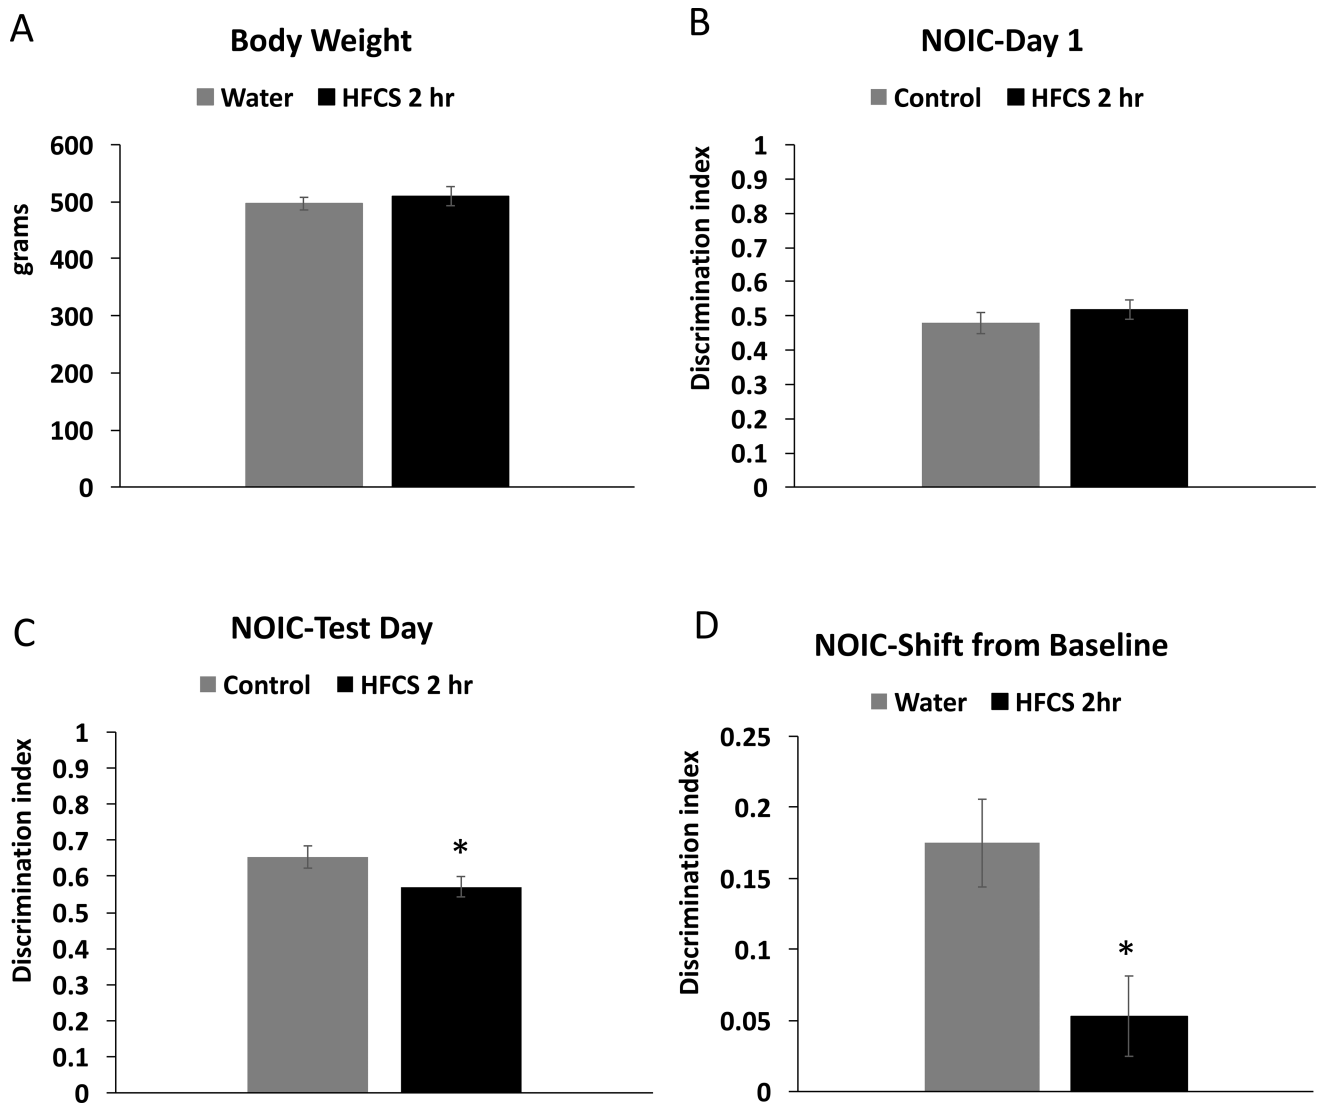 A
Body Weight
Water HFCS 2 hr
grams
600
500
400
300
200
100
0
B
NOIC-Day 1
Control HFCS 2 hr
Discrimination index
1
0.9
0.8
0.7
0.6
0.5
0.4
0.3
0.2
0.1
0
C
NOIC-Test Day
Control HFCS 2 hr
Discrimination index
1
0.9
0.8
0.7
0.6
0.5
0.4
0.3
0.2
0.1
0
*
D
NOIC-Shift from Baseline
Water HFCS 2hr
Discrimination index
0.25
0.2
0.15
0.1
0.05
0
*